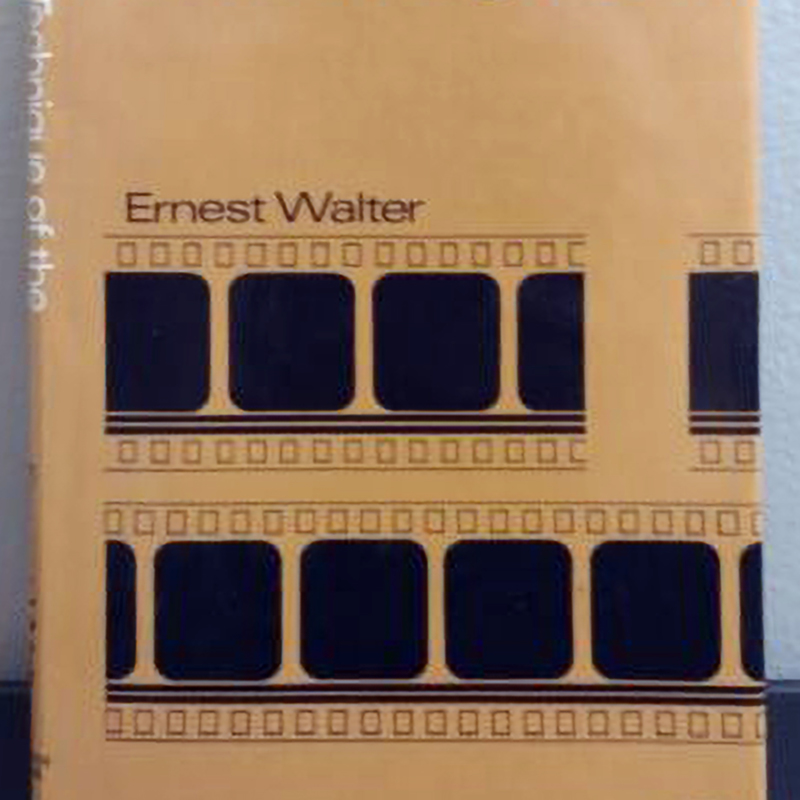 Ernest Walter
of the